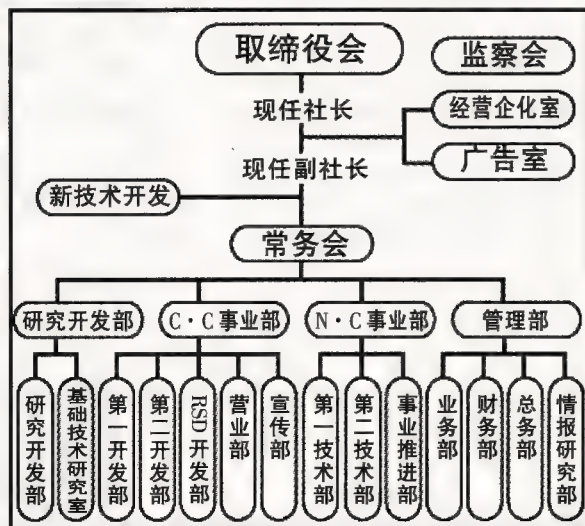 取缔役会
监察会
现任社长
经营企化室
广告室
现任副社长
新技术开发
常务会
研究开发部
C·C事业部
N·C事业部
管理部
研究开发部
基础技术研究室
第一开发部
第二开发部
RSD开发部
营业部
宣传部
第一技术部
第二技术部
事业推进部
业务部
财务部
总务部
情报研究部